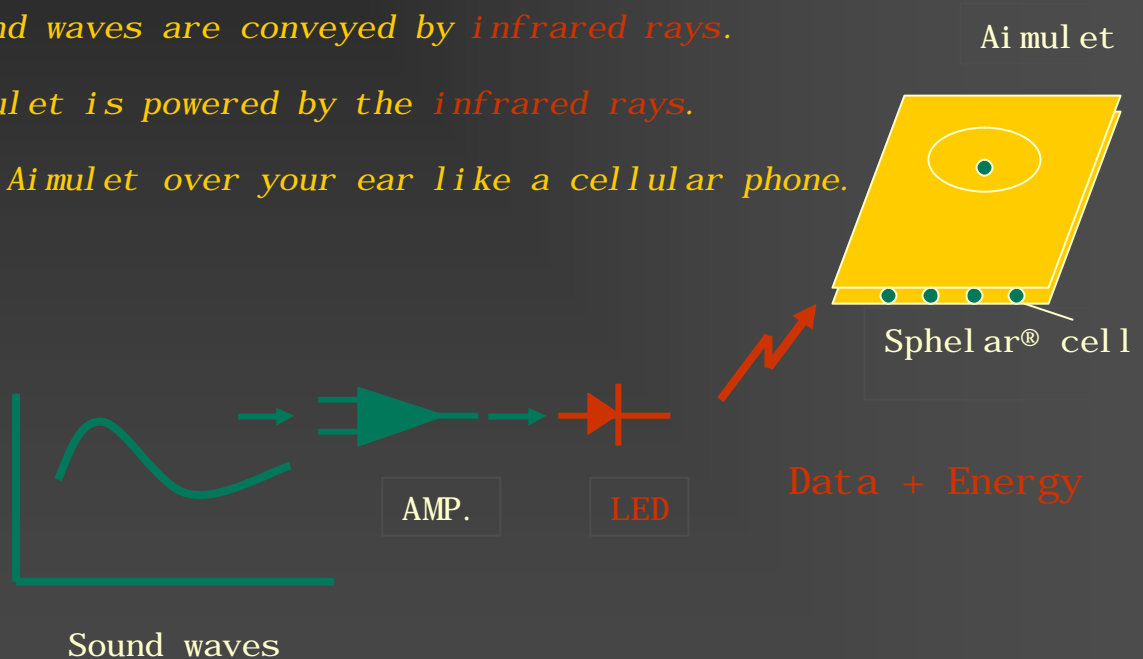 nd waves are conveyed by infrared rays.
ulet is powered by the infrared rays.
Aimulet over your ear like a cellular phone.
Aimulet
Sphelar® cell
Data + Energy
AMP.
LED
Sound waves